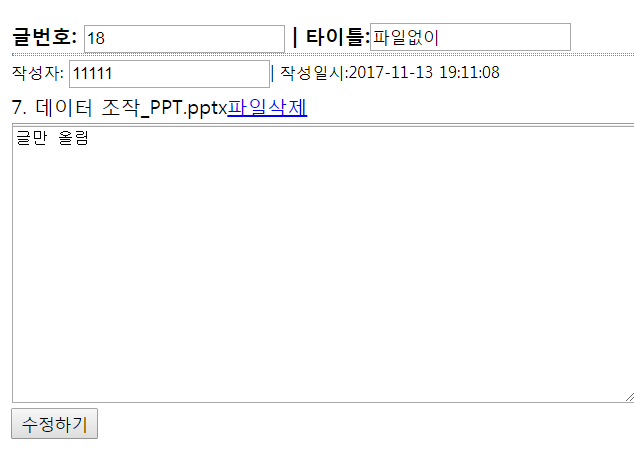 글번호: 18 | 타이틀:파일없이
작성자: 11111 | 작성일시:2017-11-13 19:11:08
7. 데이터 조작_PPT.pptx파일삭제
글만 올림
수정하기